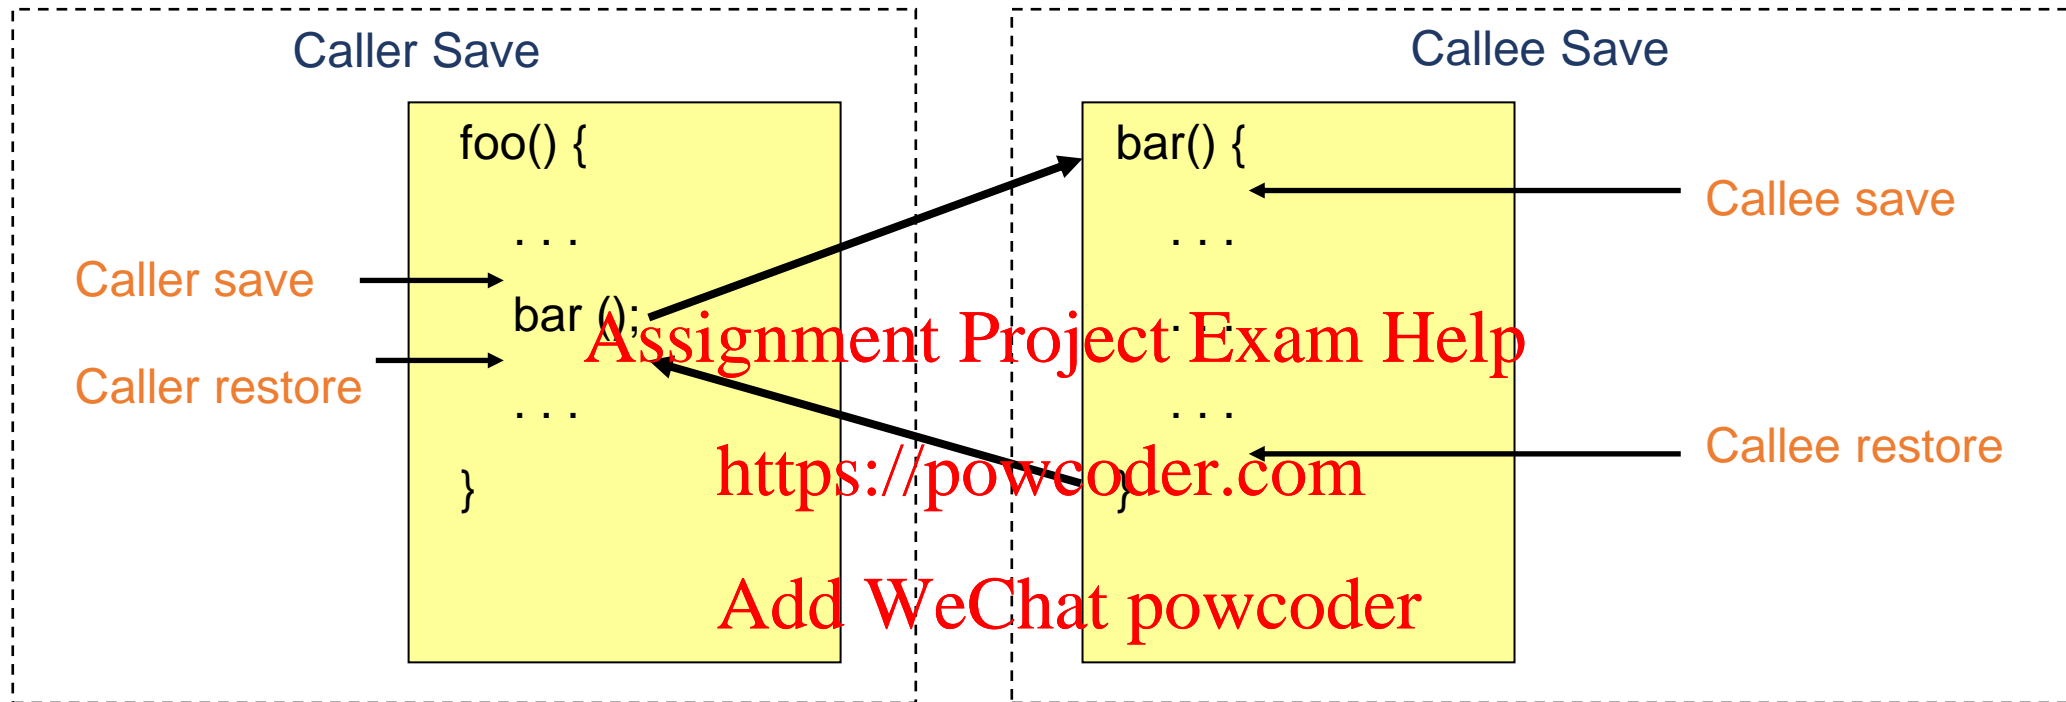 Caller Save
foo() {
. . .
Caller save
bar ();
Caller restore
. . .
}
Callee Save
bar() {
Callee save
. . .
. . .
. . .
Callee restore
}
Assignment Project Exam Help
https://powcoder.com
Add WeChat powcoder